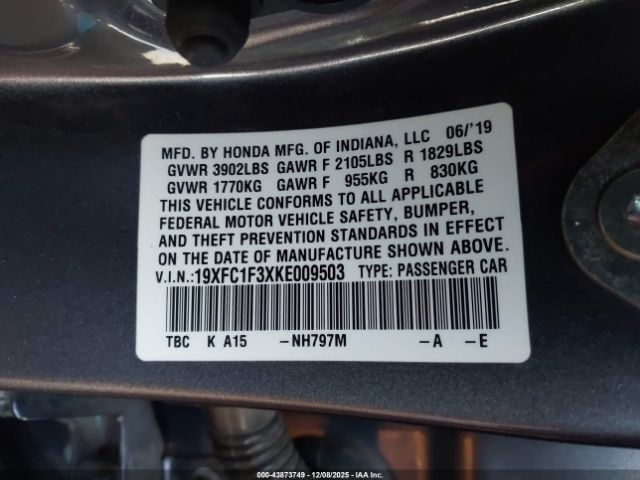 MFD. BY HONDA MFG. OF INDIANA, LLC 06/'19
GVWR 3902LBS GAWR F 2105LBS R 1829LBS
GVWR 1770KG GAWR F 955KG R 830KG
THIS VEHICLE CONFORMS TO ALL APPLICABLE
FEDERAL MOTOR VEHICLE SAFETY, BUMPER,
AND THEFT PREVENTION STANDARDS IN EFFECT
ON THE DATE OF MANUFACTURE SHOWN ABOVE.
V.I.N.:19XFC1F3XKE009503 TYPE: PASSENGER CAR
TBC K A15 -NH797M -A -E
000-43873749 | 12/08/2025 - IAA Inc.